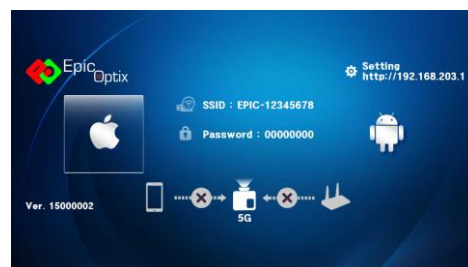 Epic
Optix
Setting
http://192.168.203.1
SSID : EPIC-12345678
Password : 00000000
Ver. 15000002
5G